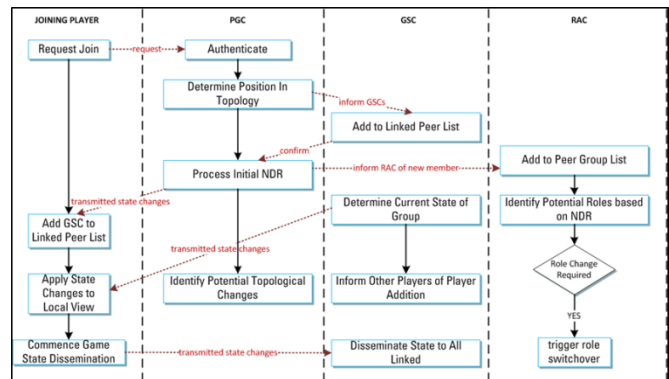 JOINING PLAYER
PGC
GSC
RAC
Request Join
request
Authenticate
Determine Position In
Topology
inform GSCs
Add to Linked Peer List
confirm
Process Initial NDR
inform RAC of new member
Add to Peer Group List
transmitted state changes
Determine Current State of
Group
Identify Potential Roles based
on NDR
Add GSC to
Linked Peer List
transmitted state changes
Role Change
Required
Apply State
Changes to
Local View
Identify Potential Topological
Changes
Inform Other Players of Player
Addition
YES
Commence Game
State Dissemination
transmitted state changes
Disseminate State to All
Linked
trigger role
switchover